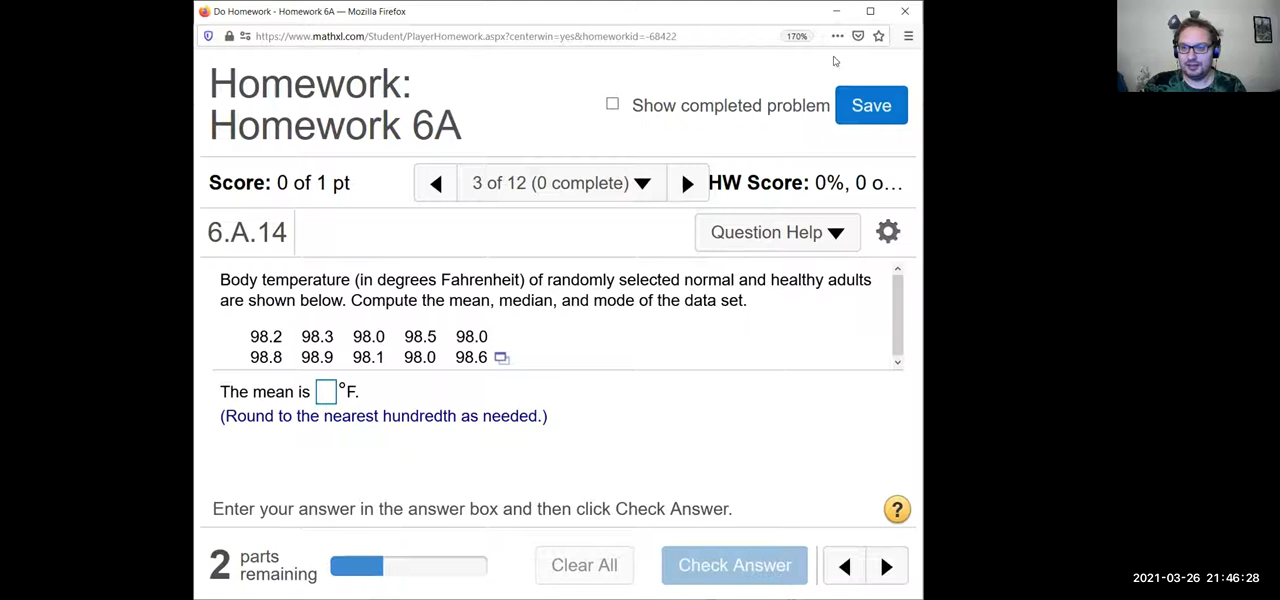 Do Homework - Homework 6A — Mozilla Firefox
https://www.mathxl.com/Student/PlayerHomework.aspx?centerwin=yes&homeworkid=-68422 170%
Homework:
Homework 6A
Show completed problem Save
Score: 0 of 1 pt 3 of 12 (0 complete) HW Score: 0%, 0 o...
6.A.14 Question Help
Body temperature (in degrees Fahrenheit) of randomly selected normal and healthy adults
are shown below. Compute the mean, median, and mode of the data set.
98.2 98.3 98.0 98.5 98.0
98.8 98.9 98.1 98.0 98.6
The mean is °F.
(Round to the nearest hundredth as needed.)
Enter your answer in the answer box and then click Check Answer.
?
2 parts
remaining
Clear All Check Answer
2021-03-26 21:46:28